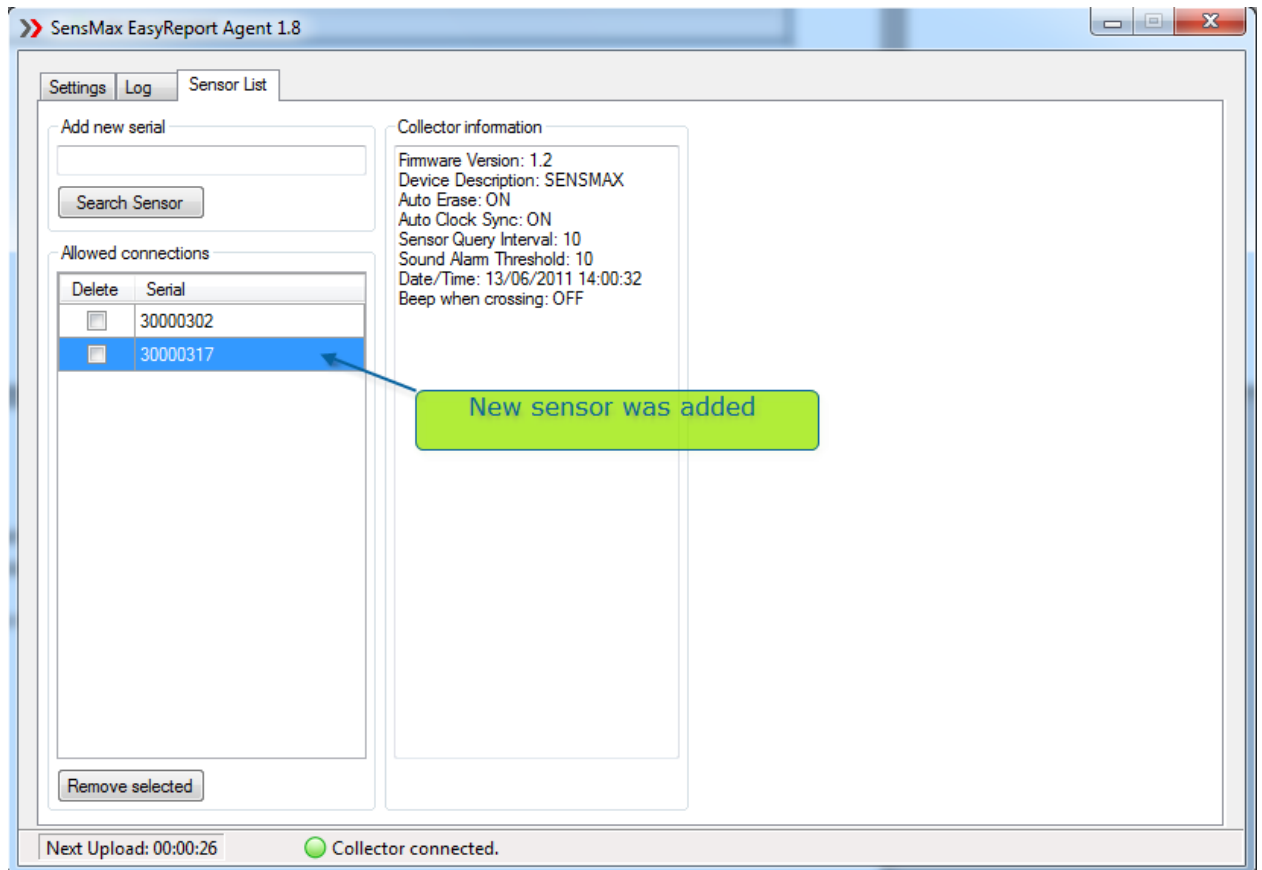 SensMax EasyReport Agent 1.8
Settings Log Sensor List
Add new serial
Search Sensor
Allowed connections
Delete Serial
30000302
30000317
Remove selected
Collector information
Firmware Version: 1.2
Device Description: SENSMAX
Auto Erase: ON
Auto Clock Sync: ON
Sensor Query Interval: 10
Sound Alarm Threshold: 10
Date/Time: 13/06/2011 14:00:32
Beep when crossing: OFF
New sensor was added
Next Upload: 00:00:26 Collector connected.